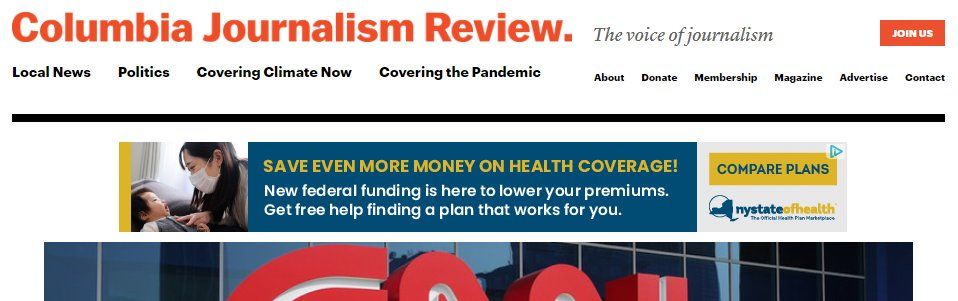 Columbia Journalism Review.
The voice of journalism
JOIN US
Local News Politics Covering Climate Now Covering the Pandemic
About Donate Membership Magazine Advertise Contact
SAVE EVEN MORE MONEY ON HEALTH COVERAGE!
New federal funding is here to lower your premiums.
Get free help finding a plan that works for you.
COMPARE PLANS
nystateofhealth
The Official Health Plan Marketplace